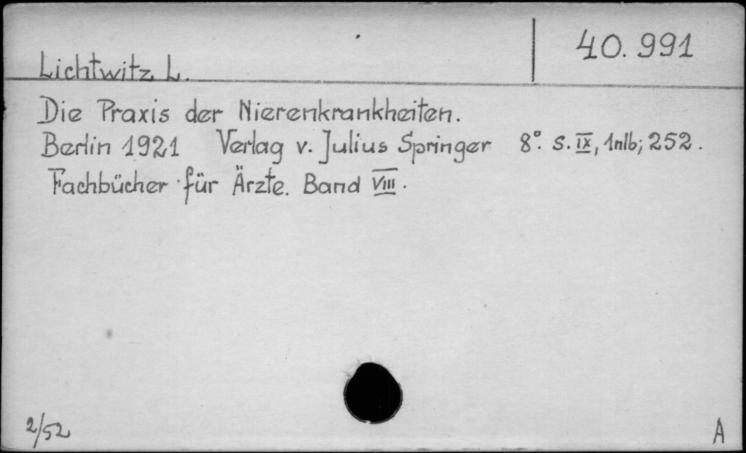 40.991
Lichtwitz L.
Die Praxis der Nierenkrankheiten.
Berlin 1921 Verlag v. Julius Springer 8°. S. IX, 1nlb; 252.
Fachbücher für Ärzte. Band VIII.
2/52
A